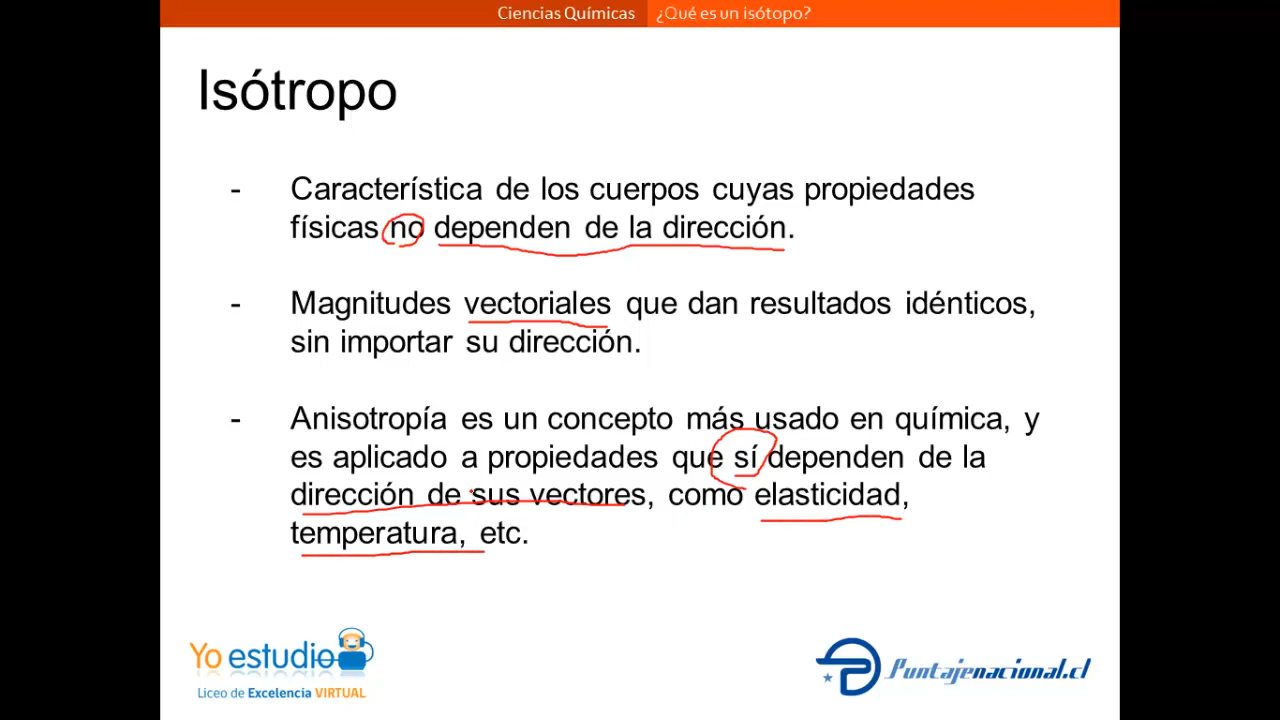 Ciencias Químicas ¿Qué es un isótopo?
Isótropo
- Característica de los cuerpos cuyas propiedades
físicas no dependen de la dirección.
- Magnitudes vectoriales que dan resultados idénticos,
sin importar su dirección.
- Anisotropía es un concepto más usado en química, y
es aplicado a propiedades que sí dependen de la
dirección de sus vectores, como elasticidad,
temperatura, etc.
Yo estudio
Liceo de Excelencia VIRTUAL
Puntajenacional.cl